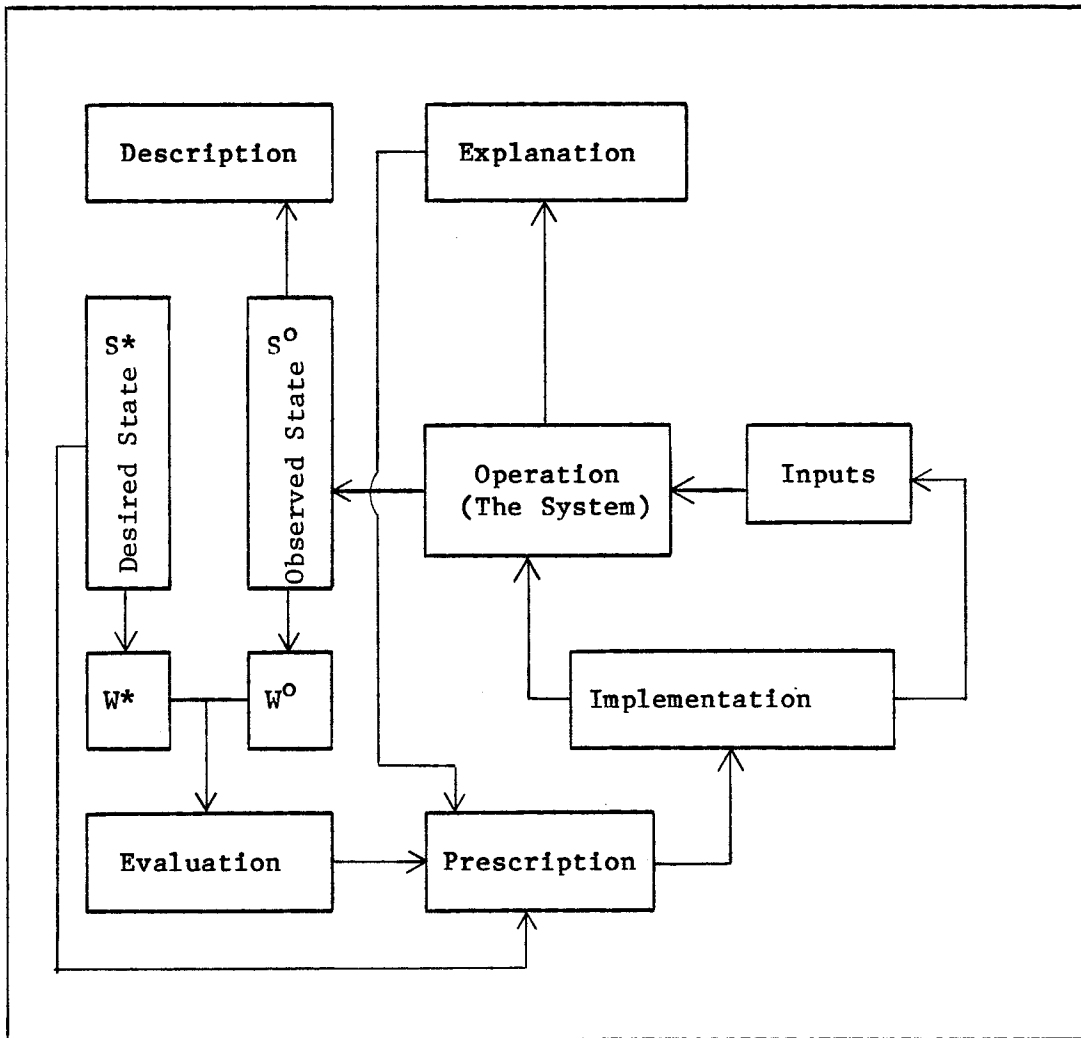 Description
Explanation
S*
Desired State
S°
Observed State
Operation
(The System)
Inputs
W*
W°
Implementation
Evaluation
Prescription